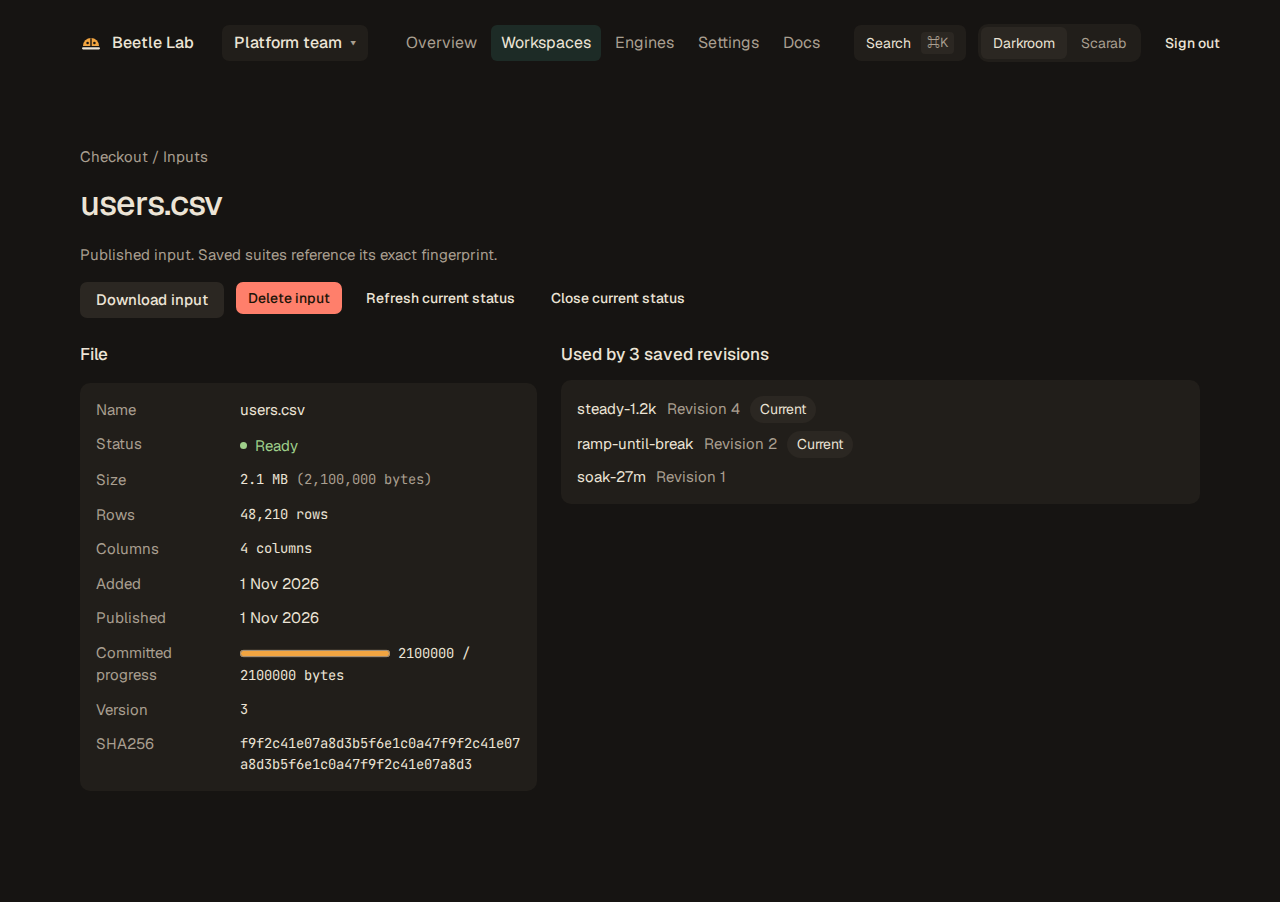 Beetle Lab Platform team ▾ Overview Workspaces Engines Settings Docs Search ⌘K Darkroom Scarab Sign out
Checkout / Inputs
users.csv
Published input. Saved suites reference its exact fingerprint.
Download input Delete input Refresh current status Close current status
File
Name users.csv
Status Ready
Size 2.1 MB (2,100,000 bytes)
Rows 48,210 rows
Columns 4 columns
Added 1 Nov 2026
Published 1 Nov 2026
Committed progress 2100000 /
2100000 bytes
Version 3
SHA256 f9f2c41e07a8d3b5f6e1c0a47f9f2c41e07
a8d3b5f6e1c0a47f9f2c41e07a8d3
Used by 3 saved revisions
steady-1.2k Revision 4 Current
ramp-until-break Revision 2 Current
soak-27m Revision 1